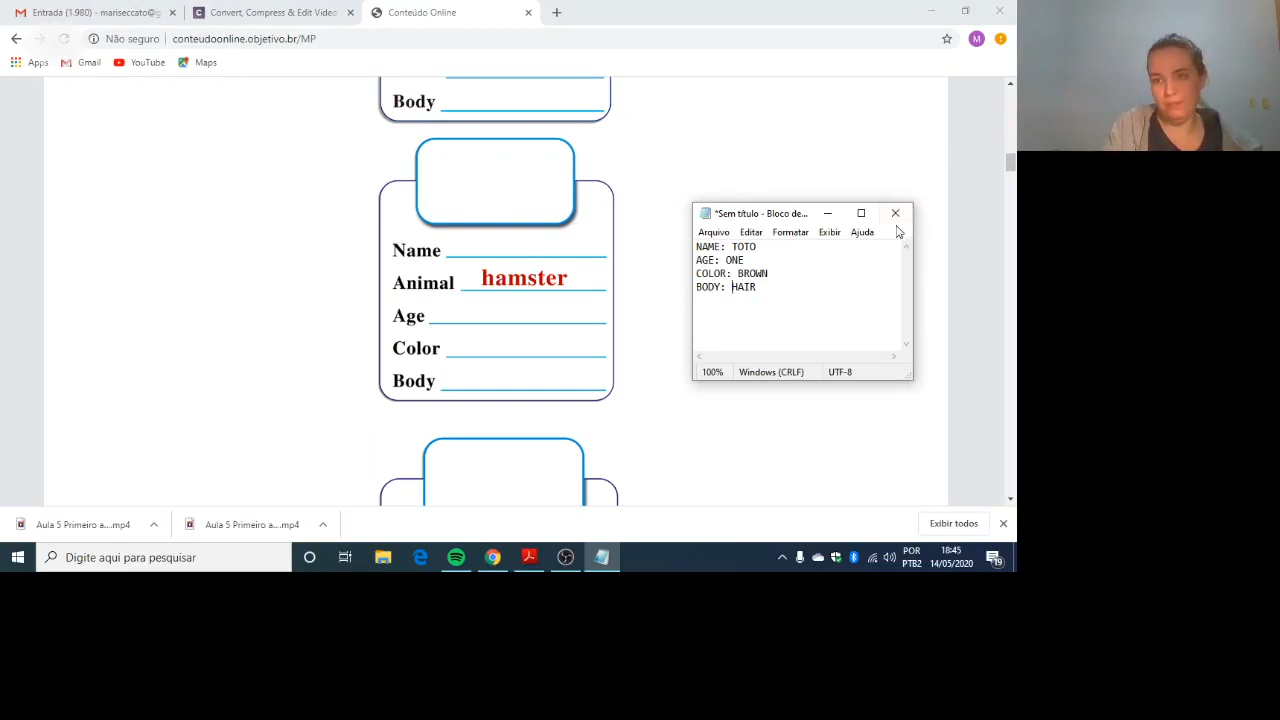 Entrada (1.980) - mariseccato@g
Convert, Compress & Edit Video
Conteúdo Online
Não seguro
conteudoonline.objetivo.br/MP
M
Apps
Gmail
YouTube
Maps
Body
Name
Animal hamster
Age
Color
Body
*Sem título - Bloco de...
Arquivo Editar Formatar Exibir Ajuda
NAME: TOTO
AGE: ONE
COLOR: BROWN
BODY: HAIR
100% Windows (CRLF) UTF-8
Aula 5 Primeiro a....mp4
Aula 5 Primeiro a....mp4
Exibir todos
Digite aqui para pesquisar
POR
PTB2
18:45
14/05/2020
19